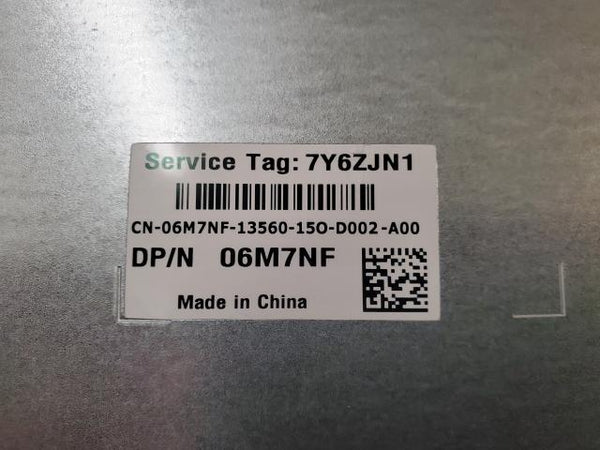 Service Tag: 7Y6ZJN1
CN-06M7NF-13560-15O-D002-A00
DP/N 06M7NF
Made in China